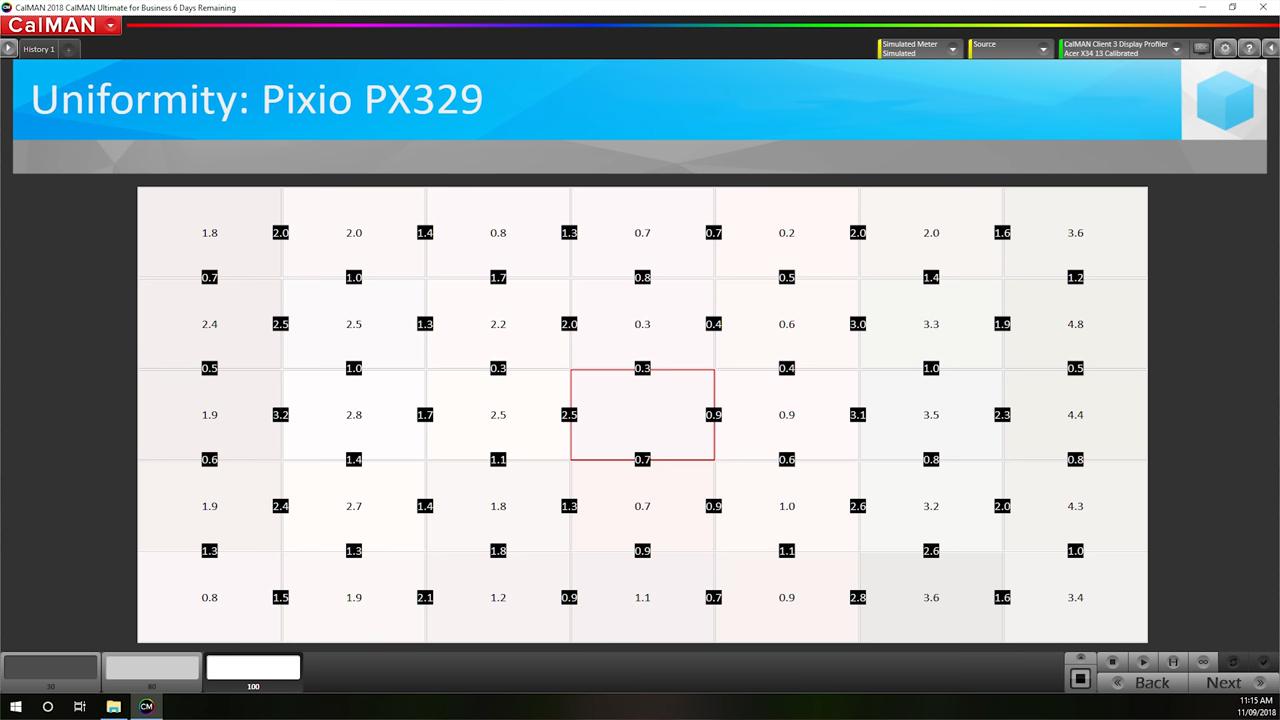 CalMAN 2018 CalMAN Ultimate for Business 6 Days Remaining
CalMAN
History 1
Simulated Meter
Simulated
Source
CalMAN Client 3 Display Profiler
Acer X34 13 Calibrated
Uniformity: Pixio PX329
1.8 2.0 2.0 1.4 0.8 1.3 0.7 0.7 0.2 2.0 2.0 1.6 3.6
0.7 1.0 1.7 0.8 0.5 1.4 1.2
2.4 2.5 2.5 1.3 2.2 2.0 0.3 0.4 0.6 3.0 3.3 1.9 4.8
0.5 1.0 0.3 0.3 0.4 1.0 0.5
1.9 3.2 2.8 1.7 2.5 2.5 0.9 0.9 3.1 3.5 2.3 4.4
0.6 1.4 1.1 0.7 0.6 0.8 0.8
1.9 2.4 2.7 1.4 1.8 1.3 0.7 0.9 1.0 2.6 3.2 2.0 4.3
1.3 1.3 1.8 0.9 1.1 2.6 1.0
0.8 1.5 1.9 2.1 1.2 0.9 1.1 0.7 0.9 2.8 3.6 1.6 3.4
30 80 100
Back Next
CM
11:15 AM
11/09/2018